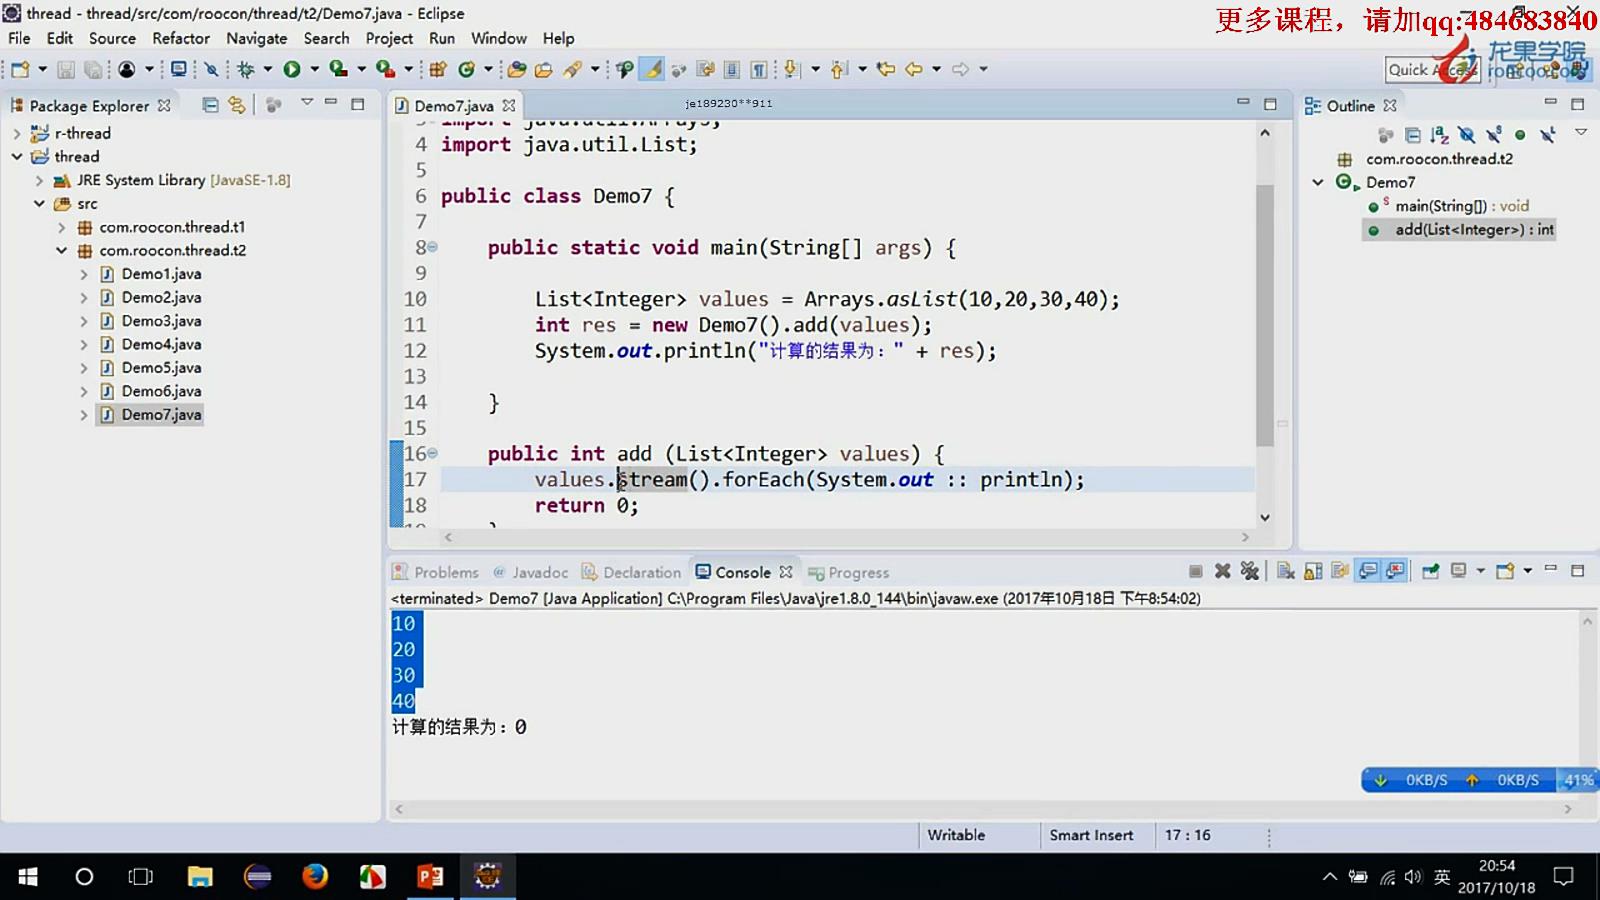 thread - thread/src/com/roocon/thread/t2/Demo7.java - Eclipse
更多课程，请加qq:484683840
File Edit Source Refactor Navigate Search Project Run Window Help
龙果学院
roncoo.com
Quick Access
Package Explorer
r-thread
thread
JRE System Library [JavaSE-1.8]
src
com.roocon.thread.t1
com.roocon.thread.t2
Demo1.java
Demo2.java
Demo3.java
Demo4.java
Demo5.java
Demo6.java
Demo7.java
Demo7.java
je189230**911
import java.util.Arrays;
4 import java.util.List;
5
6 public class Demo7 {
7
8 public static void main(String[] args) {
9
10 List<Integer> values = Arrays.asList(10,20,30,40);
11 int res = new Demo7().add(values);
12 System.out.println("计算的结果为：" + res);
13
14 }
15
16 public int add (List<Integer> values) {
17 values.stream().forEach(System.out :: println);
18 return 0;
Outline
com.roocon.thread.t2
Demo7
main(String[]) : void
add(List<Integer>) : int
Problems @ Javadoc Declaration Console Progress
<terminated> Demo7 [Java Application] C:\Program Files\Java\jre1.8.0_144\bin\javaw.exe (2017年10月18日 下午8:54:02)
10
20
30
40
计算的结果为：0
0KB/S 0KB/S 41%
Writable Smart Insert 17 : 16
英
20:54
2017/10/18